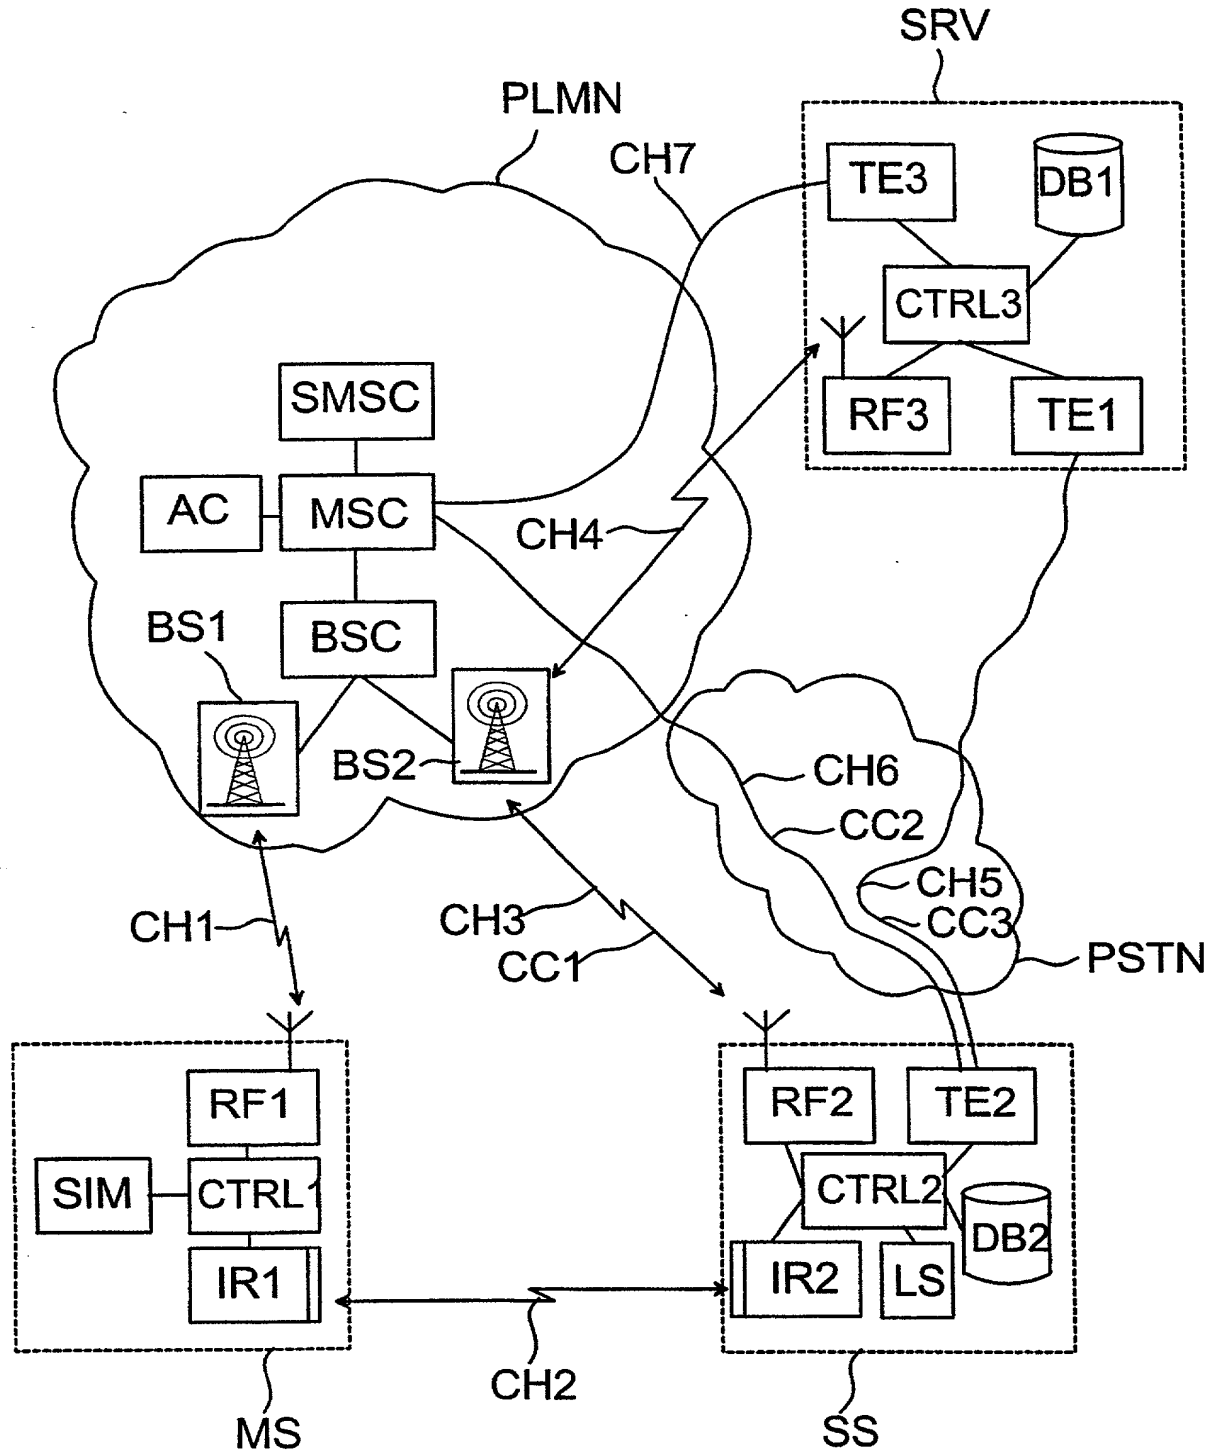 SRV
PLMN
CH7
TE3
DB1
CTRL3
SMSC
RF3
TE1
AC
MSC
CH4
BS1
BSC
BS2
CH6
CC2
CH5
CH3
CH1
CC3
CC1
PSTN
RF1
RF2
TE2
SIM
CTRL1
CTRL2
DB2
IR1
IR2
LS
CH2
MS
SS